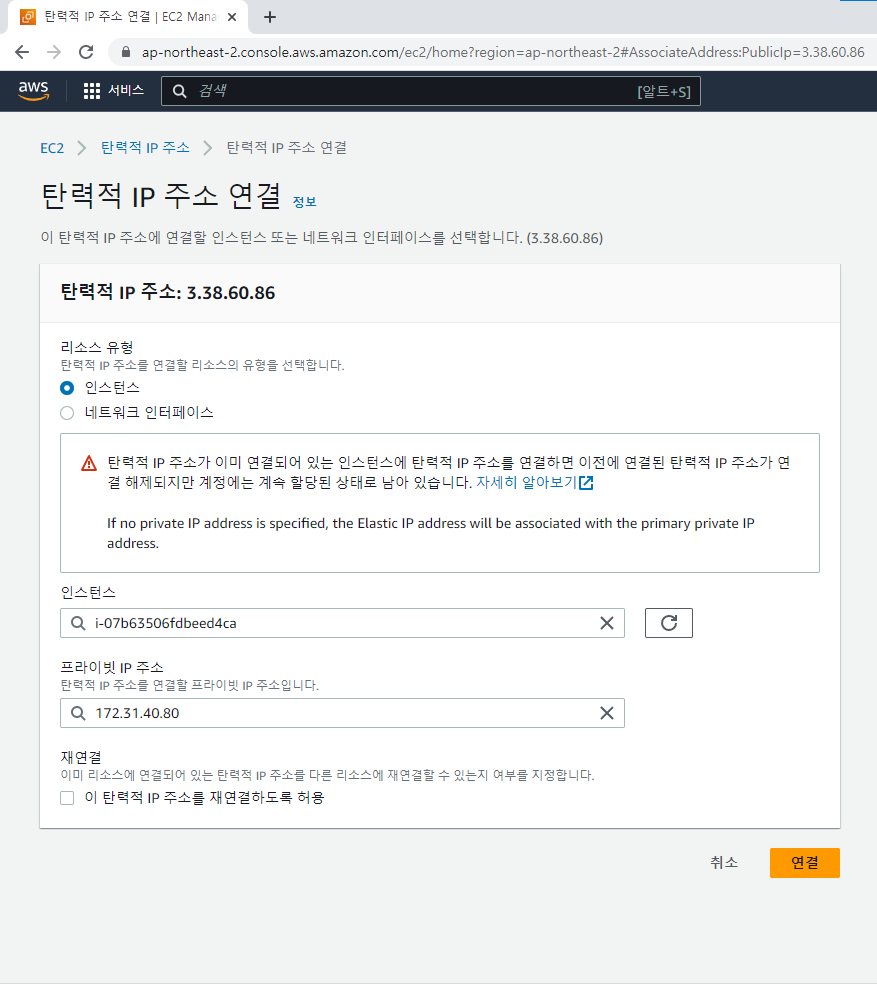 탄력적 IP 주소 연결 | EC2 Mana
ap-northeast-2.console.aws.amazon.com/ec2/home?region=ap-northeast-2#AssociateAddress:PublicIp=3.38.60.86
aws 서비스 검색 [알트+S]
EC2 탄력적 IP 주소 탄력적 IP 주소 연결
탄력적 IP 주소 연결 정보
이 탄력적 IP 주소에 연결할 인스턴스 또는 네트워크 인터페이스를 선택합니다. (3.38.60.86)
탄력적 IP 주소: 3.38.60.86
리소스 유형
탄력적 IP 주소를 연결할 리소스의 유형을 선택합니다.
인스턴스
네트워크 인터페이스
탄력적 IP 주소가 이미 연결되어 있는 인스턴스에 탄력적 IP 주소를 연결하면 이전에 연결된 탄력적 IP 주소가 연
결 해제되지만 계정에는 계속 할당된 상태로 남아 있습니다. 자세히 알아보기
If no private IP address is specified, the Elastic IP address will be associated with the primary private IP
address.
인스턴스
i-07b63506fdbeed4ca
프라이빗 IP 주소
탄력적 IP 주소를 연결할 프라이빗 IP 주소입니다.
172.31.40.80
재연결
이미 리소스에 연결되어 있는 탄력적 IP 주소를 다른 리소스에 재연결할 수 있는지 여부를 지정합니다.
이 탄력적 IP 주소를 재연결하도록 허용
취소 연결